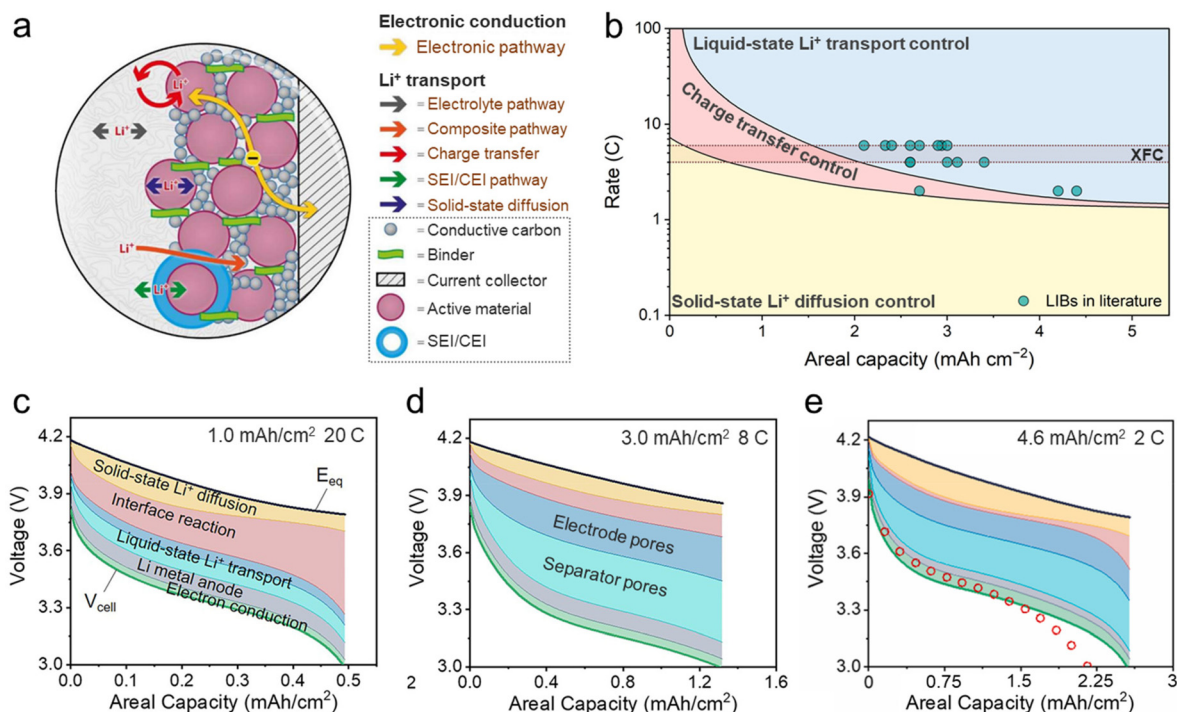 a
Li⁺
Li⁺
Li⁺
Li⁺
Li⁺
−
Electronic conduction
Electronic pathway
Li⁺ transport
= Electrolyte pathway
= Composite pathway
= Charge transfer
= SEI/CEI pathway
= Solid-state diffusion
= Conductive carbon
= Binder
= Current collector
= Active material
= SEI/CEI
b
100
10
1
0.1
Rate (C)
Liquid-state Li⁺ transport control
Charge transfer control
XFC
Solid-state Li⁺ diffusion control
LIBs in literature
0 1 2 3 4 5
Areal capacity (mAh cm⁻²)
c
1.0 mAh/cm² 20 C
4.2
3.9
3.6
3.3
3.0
Voltage (V)
Solid-state Li⁺ diffusion
E_eq
Interface reaction
Liquid-state Li⁺ transport
Li metal anode
Electron conduction
V_cell
0.0 0.1 0.2 0.3 0.4 0.5
Areal Capacity (mAh/cm²)
2
d
3.0 mAh/cm² 8 C
4.2
3.9
3.6
3.3
3.0
Voltage (V)
Electrode pores
Separator pores
0.0 0.4 0.8 1.2 1.6
Areal Capacity (mAh/cm²)
e
4.6 mAh/cm² 2 C
4.2
3.9
3.6
3.3
3.0
Voltage (V)
0 0.75 1.5 2.25 3
Areal Capacity (mAh/cm²)